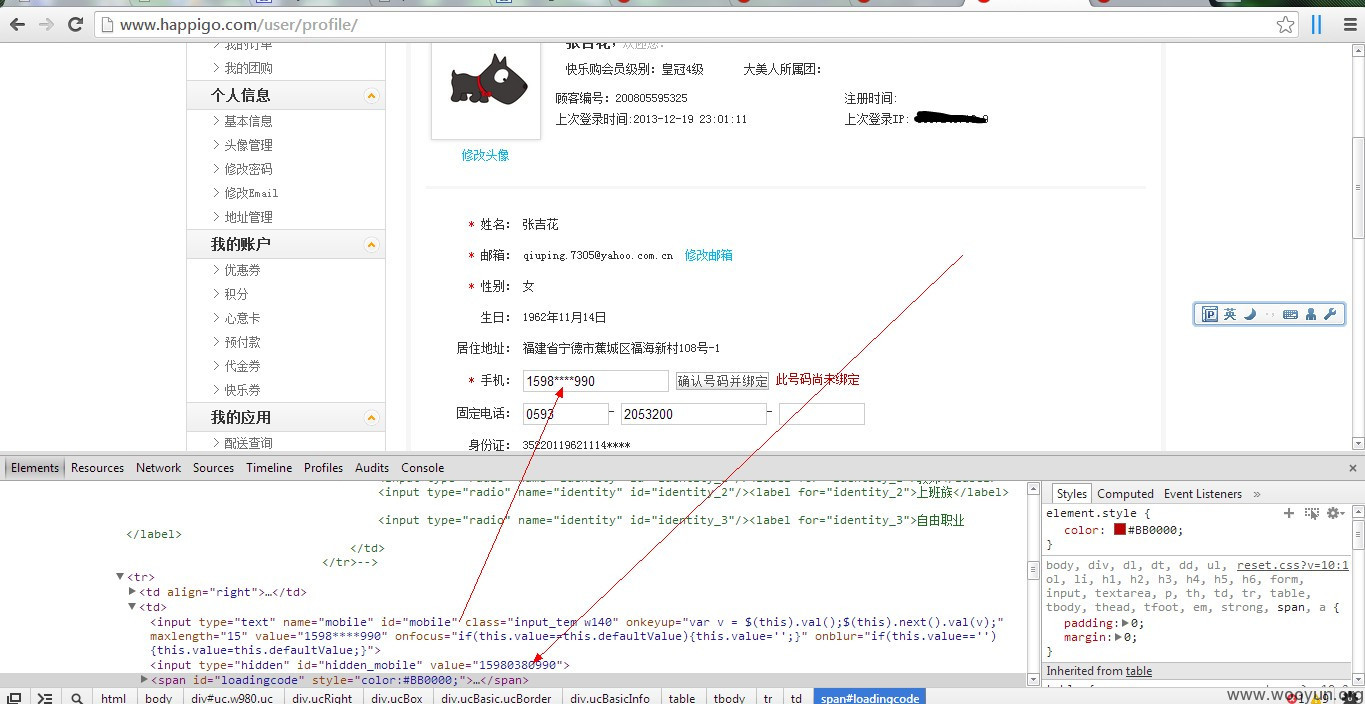 www.happigo.com/user/profile/
> 我的团购
个人信息
> 基本信息
> 头像管理
> 修改密码
> 修改Email
> 地址管理
我的账户
> 优惠券
> 积分
> 心意卡
> 预付款
> 代金券
> 快乐券
我的应用
> 配送查询
张吉花，欢迎您!
快乐购会员级别：皇冠4级 大美人所属团：
顾客编号：200805595325 注册时间:
上次登录时间:2013-12-19 23:01:11 上次登录IP:
修改头像
* 姓名： 张吉花
* 邮箱： qiuping.7305@yahoo.com.cn 修改邮箱
* 性别： 女
生日： 1962年11月14日
居住地址： 福建省宁德市蕉城区福海新村108号-1
* 手机： 1598****990 确认号码并绑定 此号码尚未绑定
固定电话： 0593 - 2053200 -
身份证： 35220119621114****
英
Elements Resources Network Sources Timeline Profiles Audits Console
<input type="radio" name="identity" id="identity_2"/><label for="identity_2">上班族</label>
<input type="radio" name="identity" id="identity_3"/><label for="identity_3">自由职业
</label>
</td>
</tr>-->
▼<tr>
▶<td align="right">…</td>
▼<td>
<input type="text" name="mobile" id="mobile" class="input_tem w140" onkeyup="var v = $(this).val();$(this).next().val(v);"
maxlength="15" value="1598****990" onfocus="if(this.value==this.defaultValue){this.value='';}" onblur="if(this.value=='')
{this.value=this.defaultValue;}">
<input type="hidden" id="hidden_mobile" value="15980380990">
▶<span id="loadingcode" style="color:#BB0000;">…</span>
html body div#uc.w980.uc div.ucRight div.ucBox div.ucBasic.ucBorder div.ucBasicInfo table tbody tr td span#loadingcode
Styles Computed Event Listeners »
element.style {
color: #BB0000;
}
body, div, dl, dt, dd, ul, reset.css?v=10:1
ol, li, h1, h2, h3, h4, h5, h6, form,
input, textarea, p, th, td, tr, table,
tbody, thead, tfoot, em, strong, span, a {
padding:▶0;
margin:▶0;
}
Inherited from table
www.wooyun.org